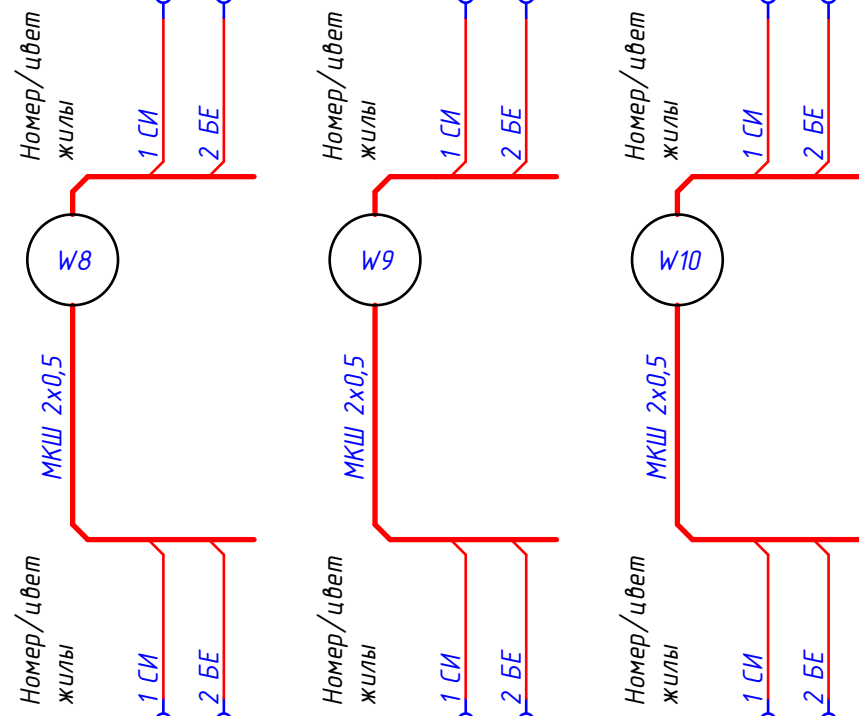 Номер/цвет
жилы
1 СИ
2 БЕ
Номер/цвет
жилы
1 СИ
2 БЕ
Номер/цвет
жилы
1 СИ
2 БЕ
W8
W9
W10
МКШ 2х0,5
МКШ 2х0,5
МКШ 2х0,5
Номер/цвет
жилы
1 СИ
2 БЕ
Номер/цвет
жилы
1 СИ
2 БЕ
Номер/цвет
жилы
1 СИ
2 БЕ